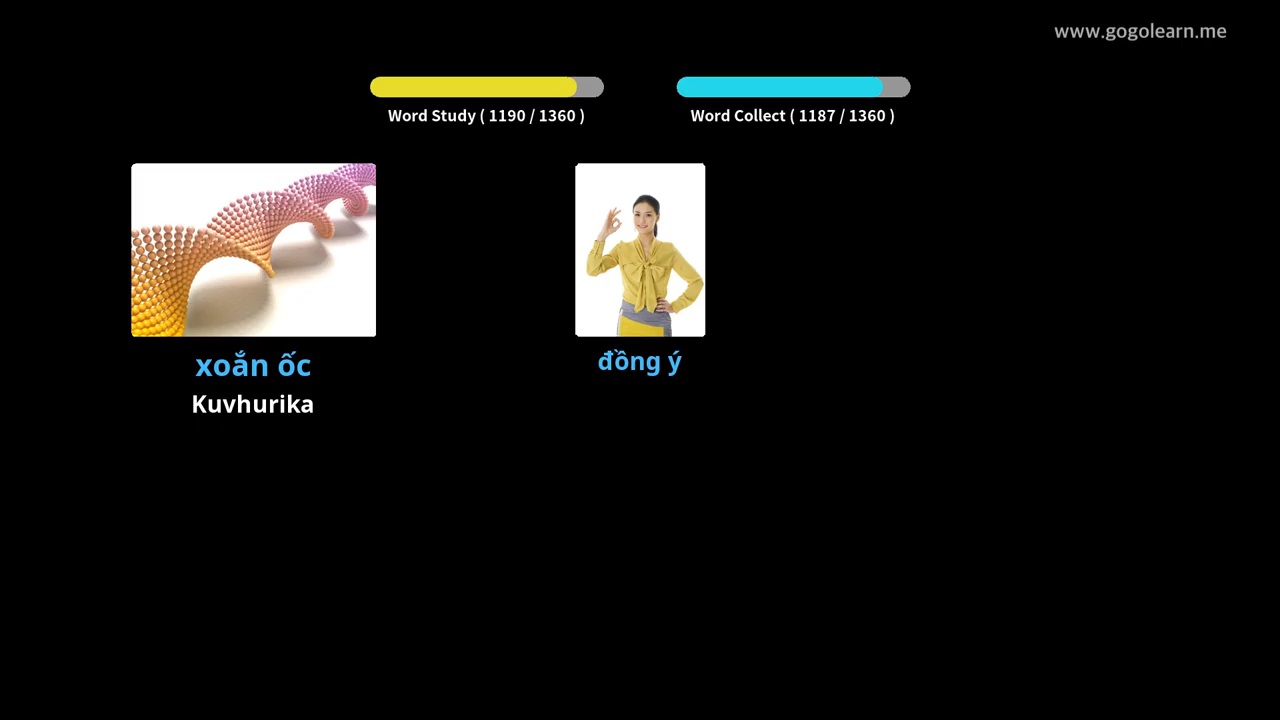 www.gogolearn.me
Word Study ( 1190 / 1360 )
Word Collect ( 1187 / 1360 )
xoắn ốc
Kuvhurika
đồng ý